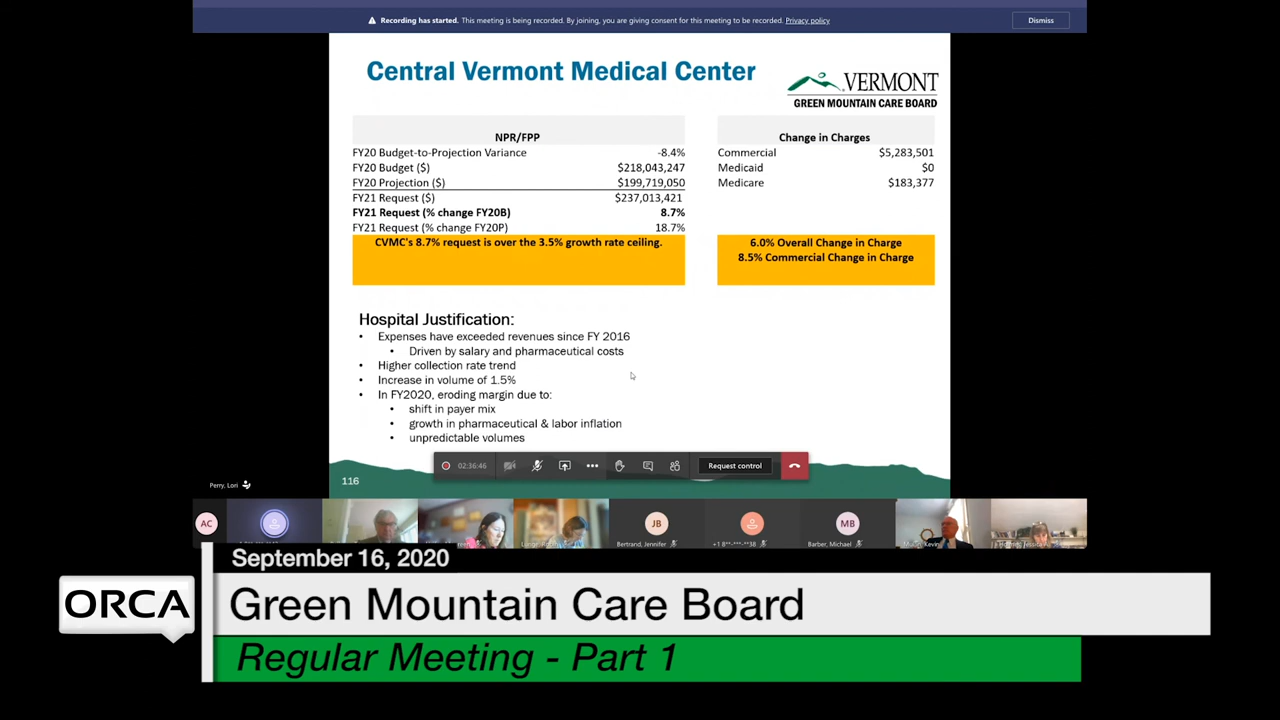 Recording has started. This meeting is being recorded. By joining, you are giving consent for this meeting to be recorded. Privacy policy
Dismiss
Central Vermont Medical Center
VERMONT
GREEN MOUNTAIN CARE BOARD
NPR/FPP
FY20 Budget-to-Projection Variance -8.4%
FY20 Budget ($) $218,043,247
FY20 Projection ($) $199,719,050
FY21 Request ($) $237,013,421
FY21 Request (% change FY20B) 8.7%
FY21 Request (% change FY20P) 18.7%
CVMC's 8.7% request is over the 3.5% growth rate ceiling.
Change in Charges
Commercial $5,283,501
Medicaid $0
Medicare $183,377
6.0% Overall Change in Charge
8.5% Commercial Change in Charge
Hospital Justification:
• Expenses have exceeded revenues since FY 2016
• Driven by salary and pharmaceutical costs
• Higher collection rate trend
• Increase in volume of 1.5%
• In FY2020, eroding margin due to:
• shift in payer mix
• growth in pharmaceutical & labor inflation
• unpredictable volumes
02:36:46
Request control
116
Perry, Lori
AC
JB
MB
Bertrand, Jennifer
+1 8**-***-**38
Barber, Michael
September 16, 2020
ORCA
Green Mountain Care Board
Regular Meeting - Part 1